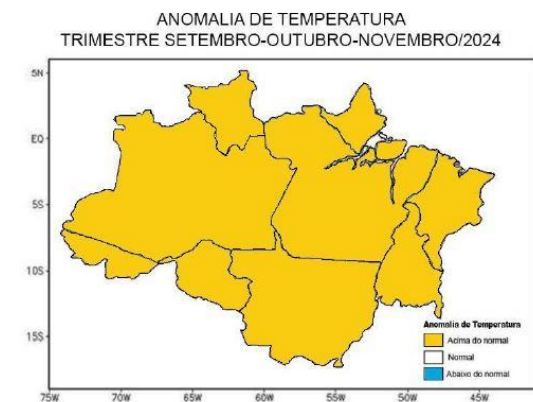 ANOMALIA DE TEMPERATURA
TRIMESTRE SETEMBRO-OUTUBRO-NOVEMBRO/2024
5N
EQ
5S
10S
15S
75W
70W
65W
60W
55W
50W
45W
Anomalia de Temperatura
Acima do normal
Normal
Abaixo do normal